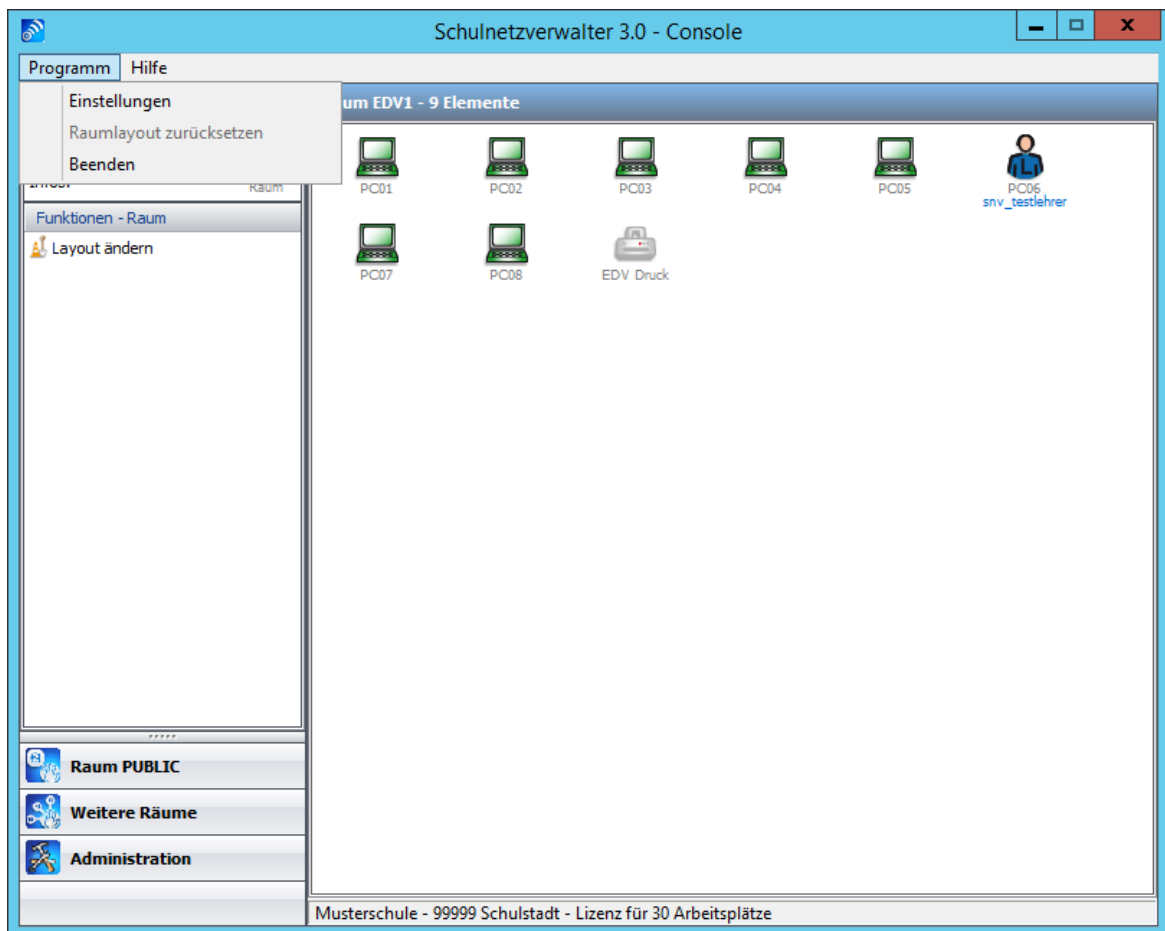 Schulnetzverwalter 3.0 - Console
Programm Hilfe
Einstellungen
Raumlayout zurücksetzen
Beenden
um EDV1 - 9 Elemente
Raum
Funktionen - Raum
Layout ändern
PC01 PC02 PC03 PC04 PC05 PC06
snv_testlehrer
PC07 PC08 EDV Druck
Raum PUBLIC
Weitere Räume
Administration
Musterschule - 99999 Schulstadt - Lizenz für 30 Arbeitsplätze